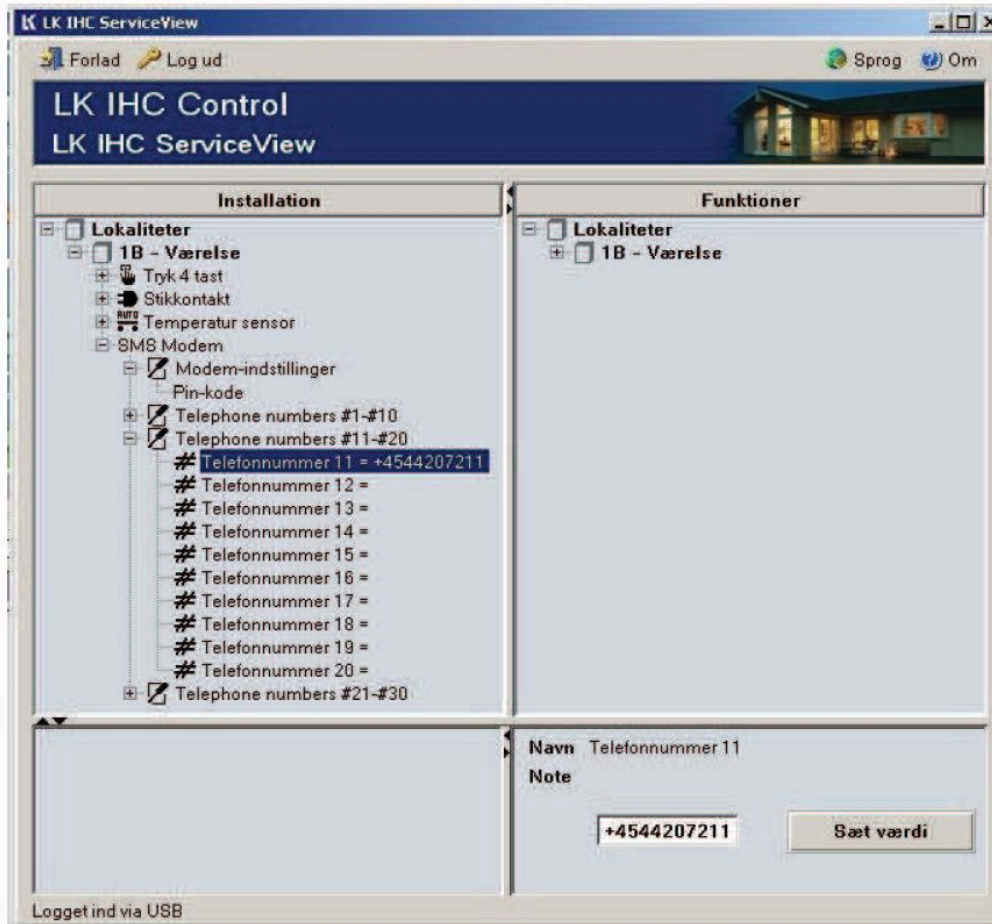 LK IHC ServiceView
Forlad Log ud Sprog Om
LK IHC Control
LK IHC ServiceView
Installation
Lokaliteter
1B - Værelse
Tryk 4 tast
Stikkontakt
AUTO
Temperatur sensor
SMS Modem
Modem-indstillinger
Pin-kode
Telephone numbers #1-#10
Telephone numbers #11-#20
# Telefonnummer 11 = +4544207211
# Telefonnummer 12 =
# Telefonnummer 13 =
# Telefonnummer 14 =
# Telefonnummer 15 =
# Telefonnummer 16 =
# Telefonnummer 17 =
# Telefonnummer 18 =
# Telefonnummer 19 =
# Telefonnummer 20 =
Telephone numbers #21-#30
Funktioner
Lokaliteter
1B - Værelse
Navn Telefonnummer 11
Note
+4544207211 Sæt værdi
Logget ind via USB